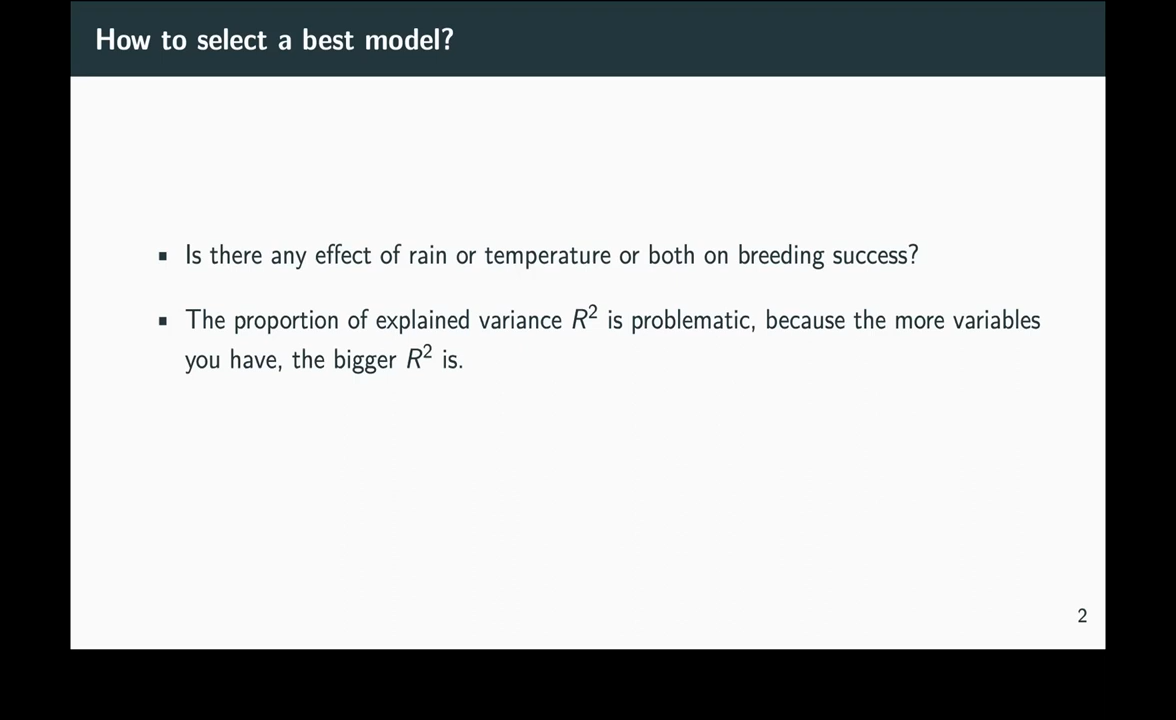 How to select a best model?
▪ Is there any effect of rain or temperature or both on breeding success?
▪ The proportion of explained variance R² is problematic, because the more variables
you have, the bigger R² is.
2